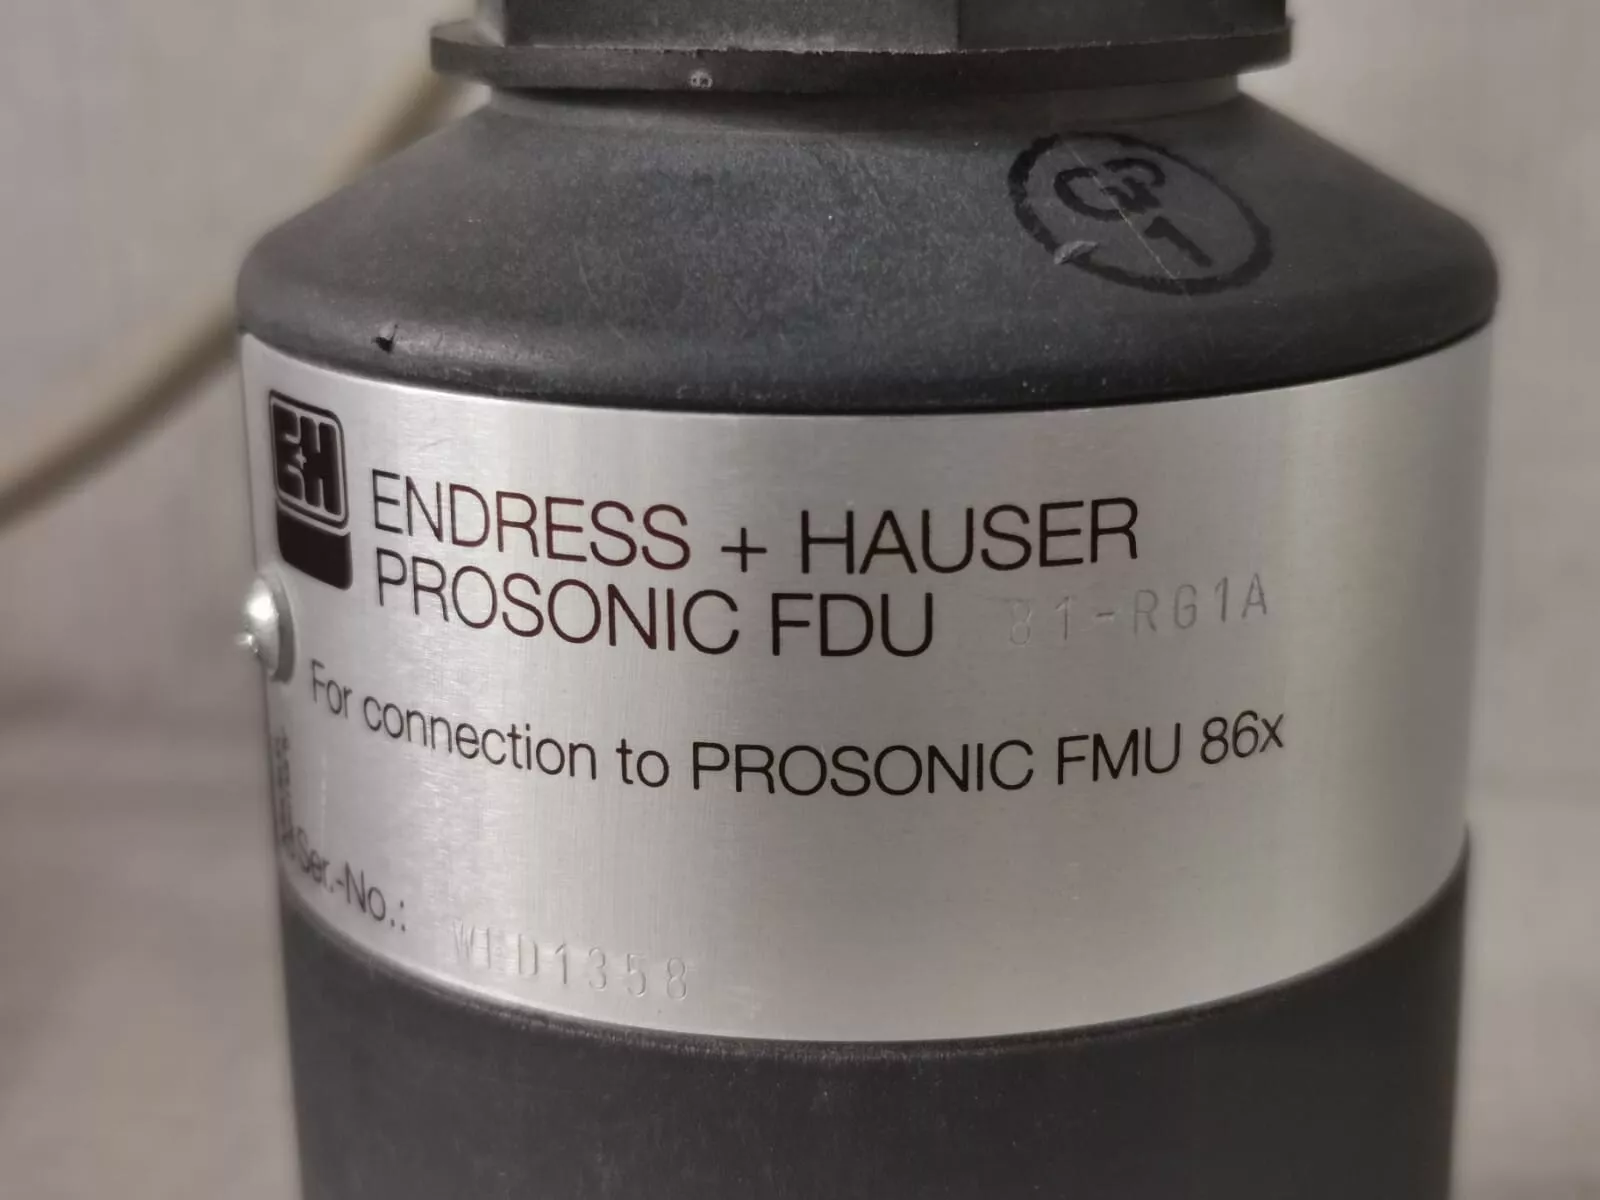 E+H
ENDRESS + HAUSER
PROSONIC FDU 81-RG1A
For connection to PROSONIC FMU 86x
Ser.-No.: